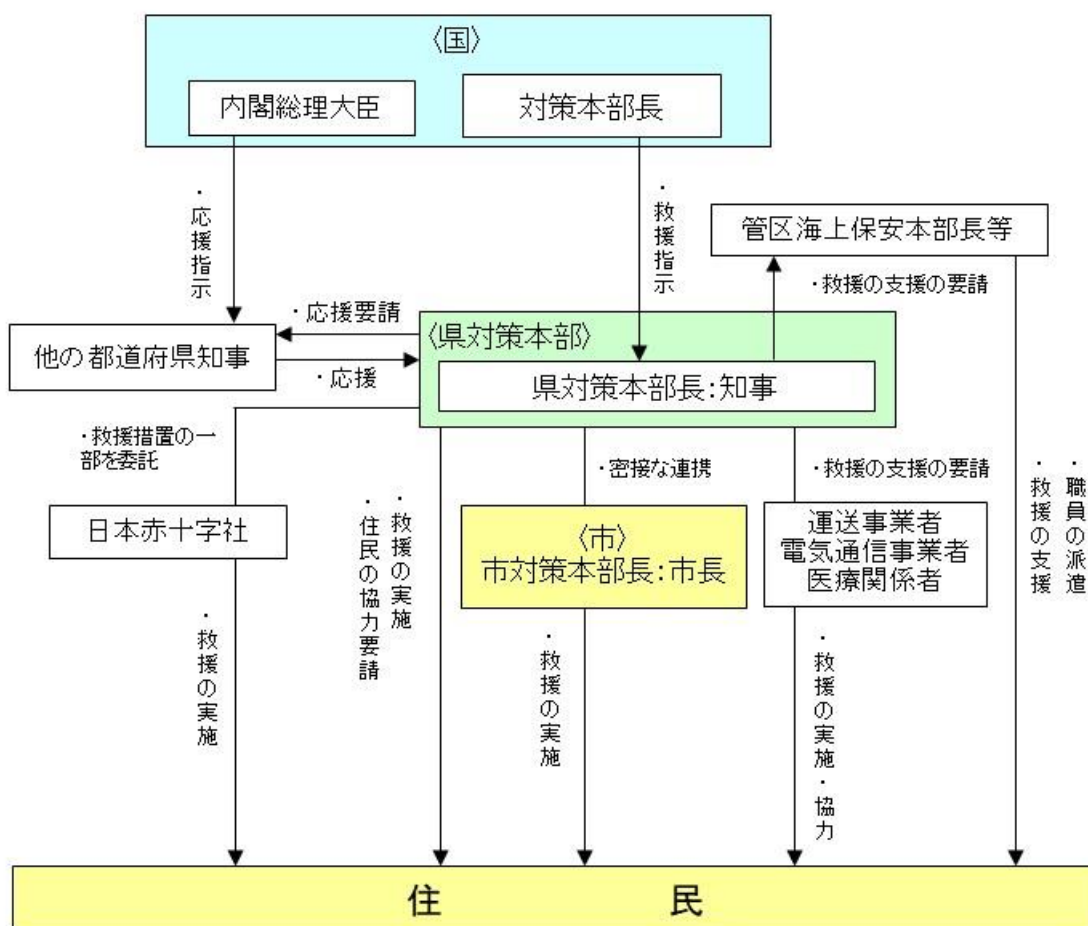 〈国〉
内閣総理大臣
対策本部長
・応援指示
・救援指示
管区海上保安本部長等
・救援の支援の要請
・応援要請
〈県対策本部〉
他の都道府県知事
・応援
県対策本部長:知事
・救援措置の一
部を委託
・密接な連携
・救援の支援の要請
・職員の派遣
・救援の支援
日本赤十字社
・救援の実施
・住民の協力要請
〈市〉
市対策本部長:市長
運送事業者
電気通信事業者
医療関係者
・救援の実施
・救援の実施
・救援の実施・協力
住民